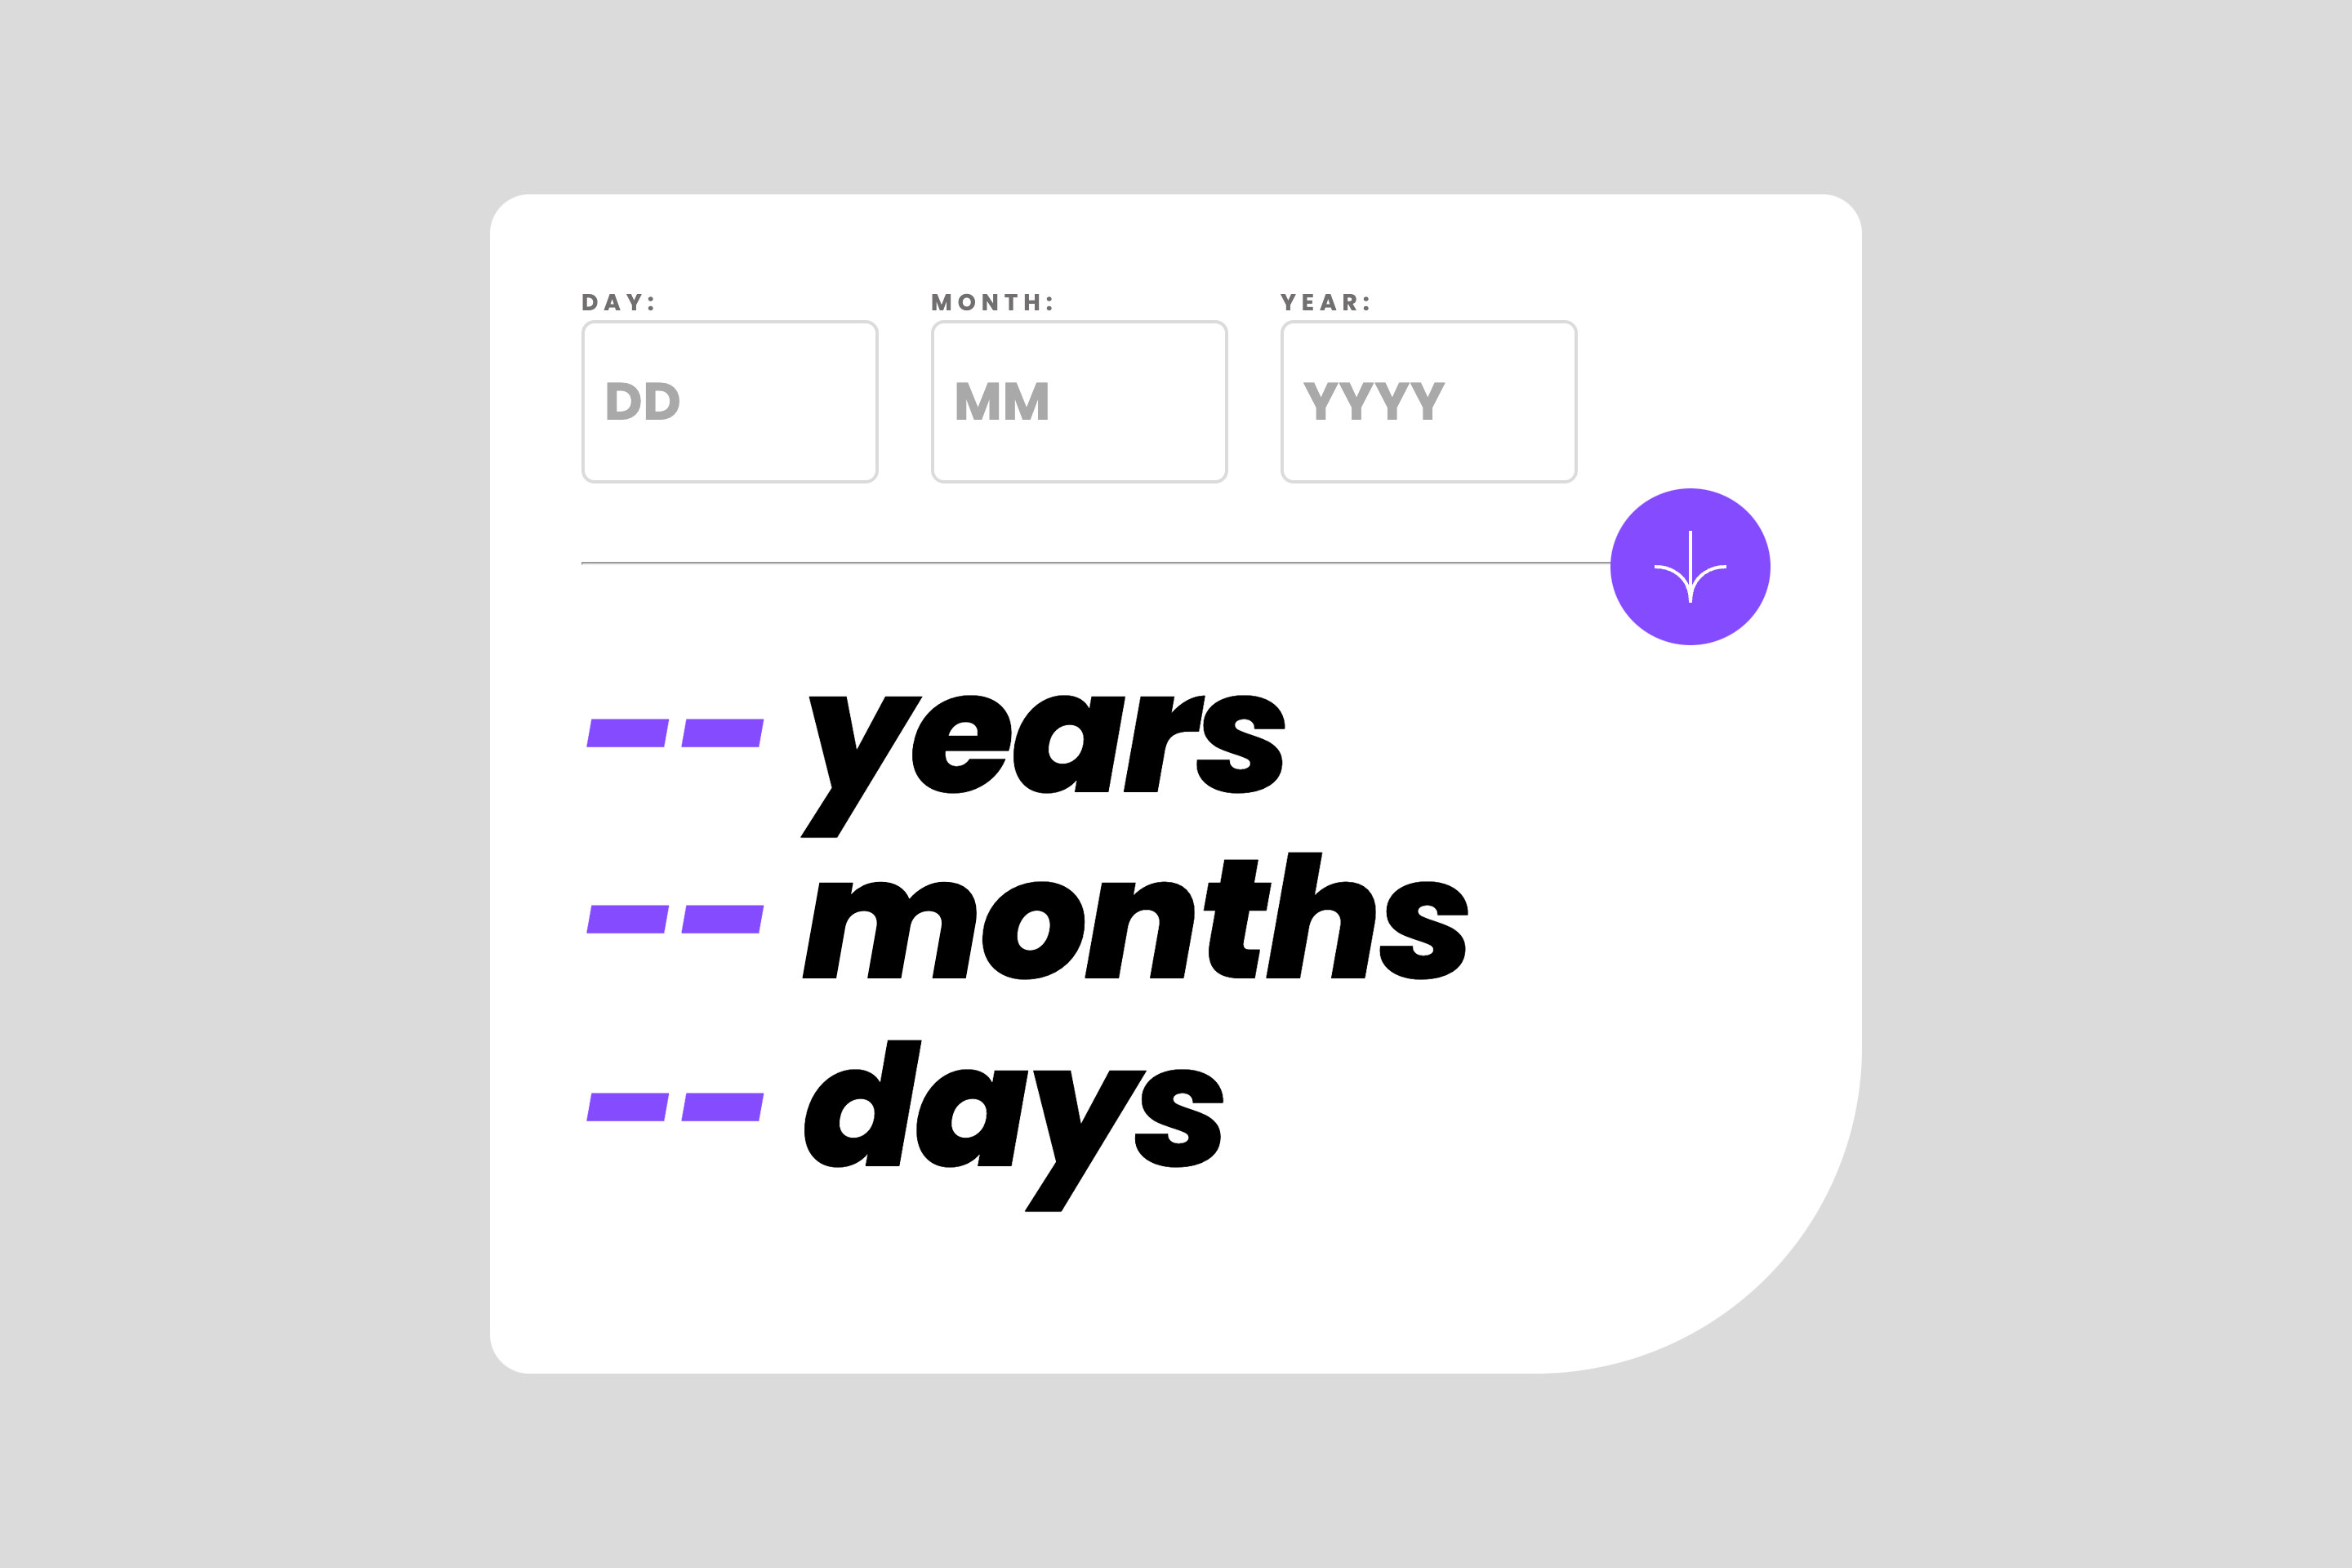 DAY: MONTH: YEAR:
DD MM YYYY
-- years
-- months
-- days